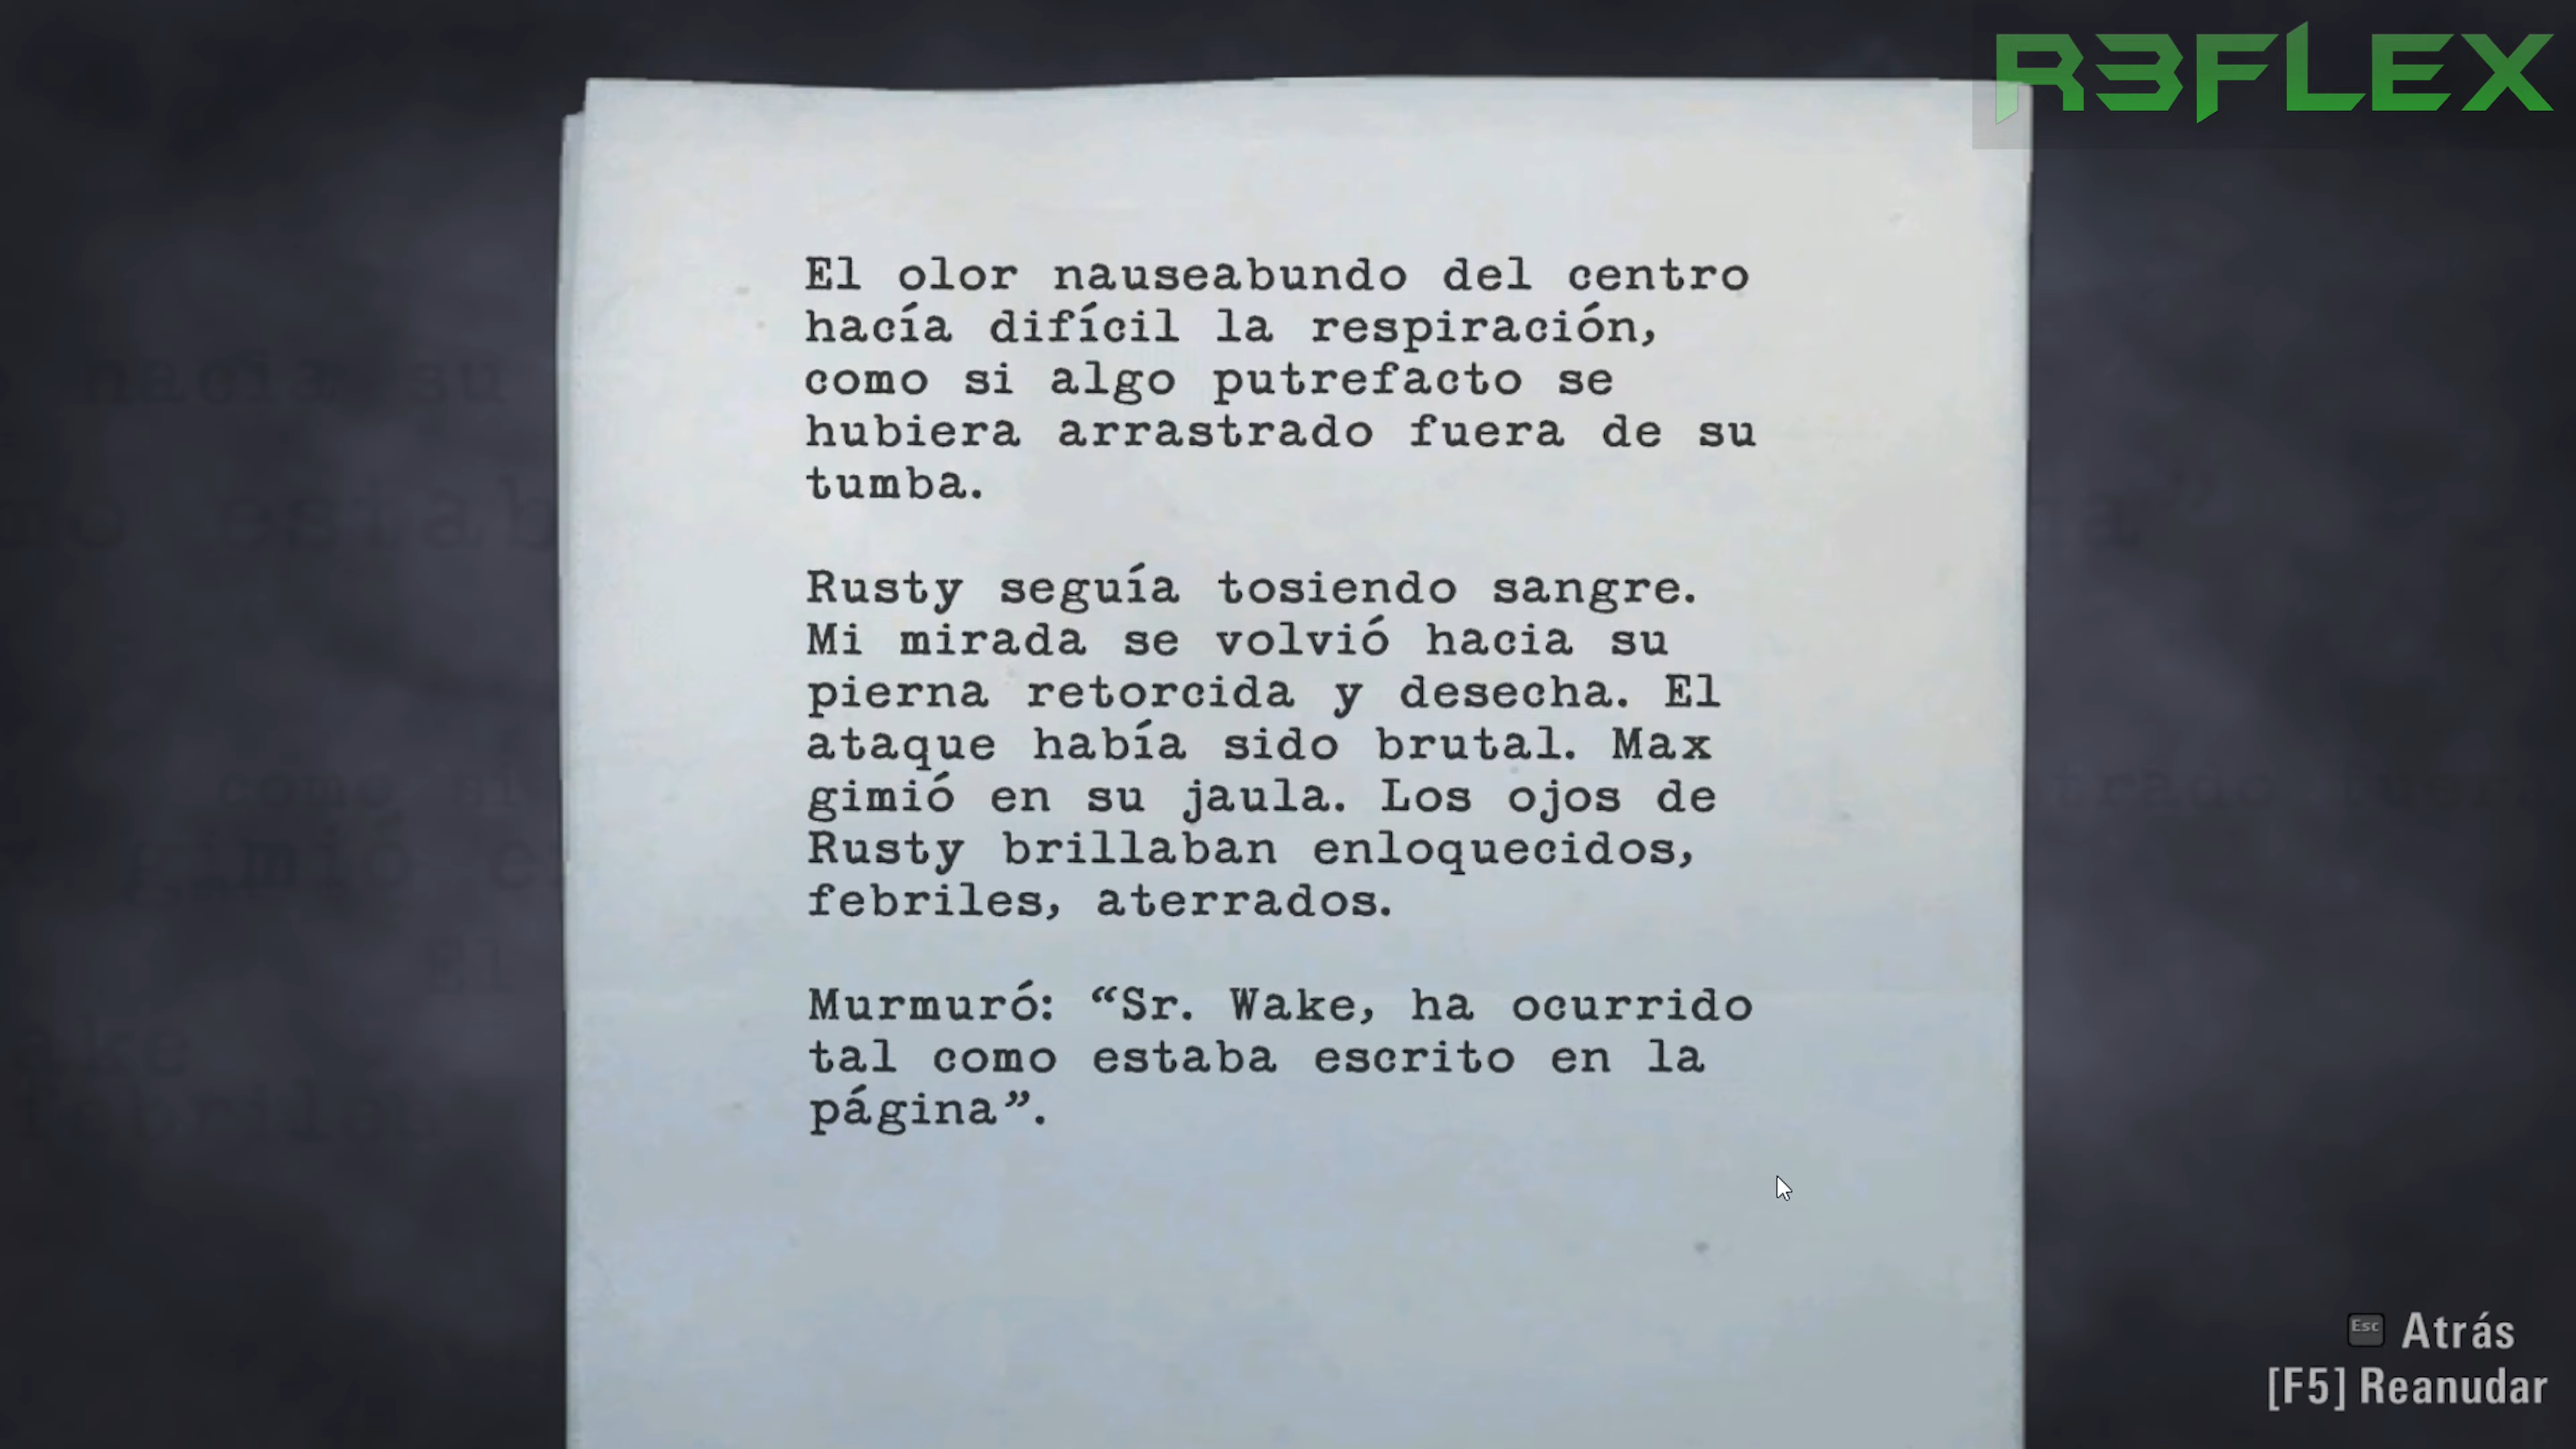 R3FLEX
El olor nauseabundo del centro
hacía difícil la respiración,
como si algo putrefacto se
hubiera arrastrado fuera de su
tumba.
Rusty seguía tosiendo sangre.
Mi mirada se volvió hacia su
pierna retorcida y desecha. El
ataque había sido brutal. Max
gimió en su jaula. Los ojos de
Rusty brillaban enloquecidos,
febriles, aterrados.
Murmuró: “Sr. Wake, ha ocurrido
tal como estaba escrito en la
página”.
Esc Atrás
[F5] Reanudar